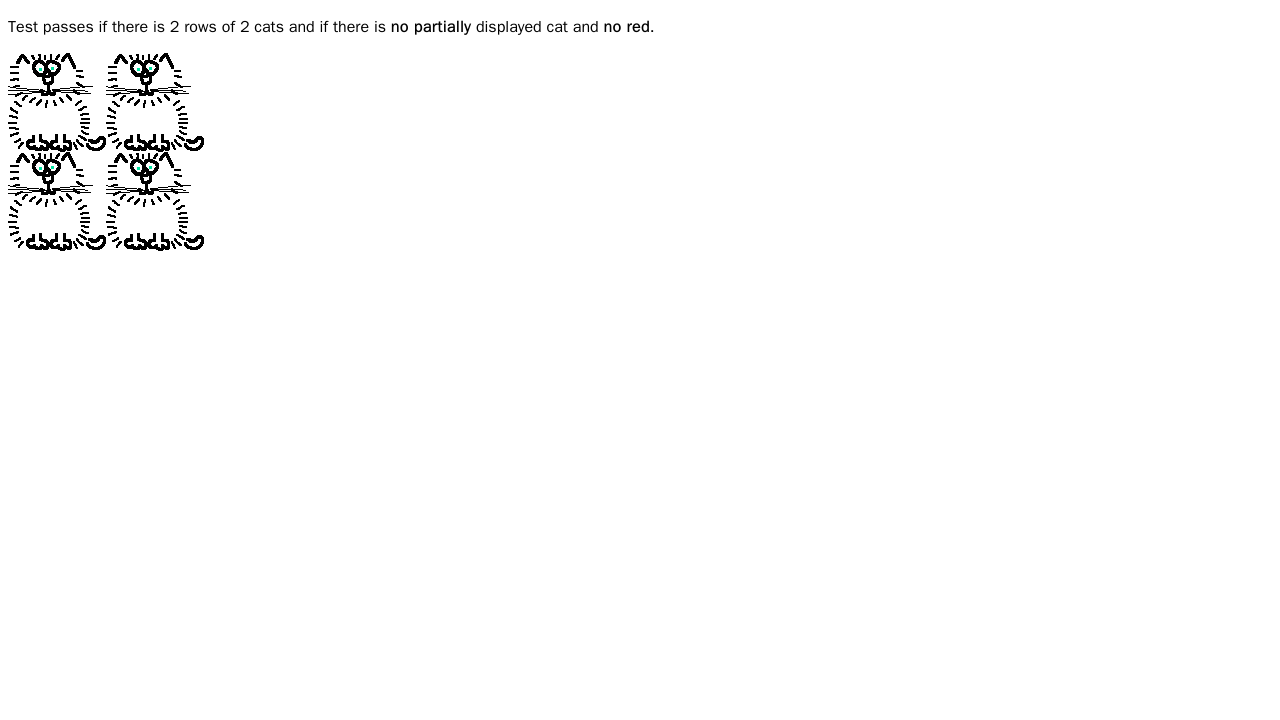 Test passes if there is 2 rows of 2 cats and if there is no partially displayed cat and no red.